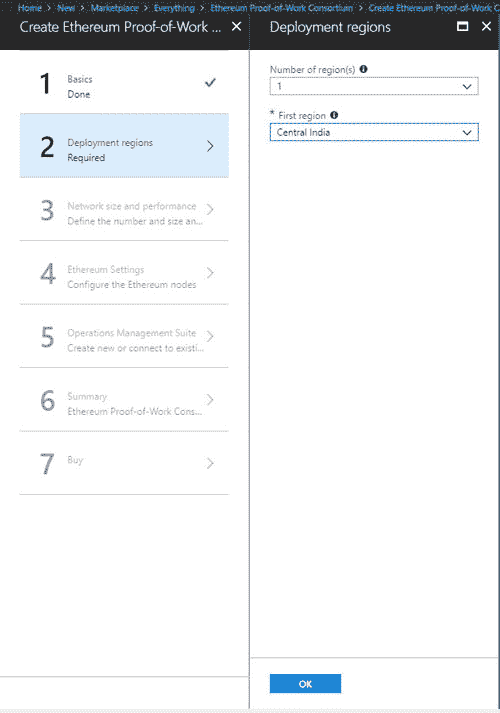 Home > New > Marketplace > Everything > Ethereum Proof-of-Work Consortium > Create Ethereum Proof-of-Work C
Create Ethereum Proof-of-Work ...
1
Basics
Done
2
Deployment regions
Required
3
Network size and performance
Define the number and size an...
4
Ethereum Settings
Configure the Ethereum nodes
5
Operations Management Suite
Create new or connect to existi...
6
Summary
Ethereum Proof-of-Work Cons...
7
Buy
Deployment regions
Number of region(s)
1
* First region
Central India
OK